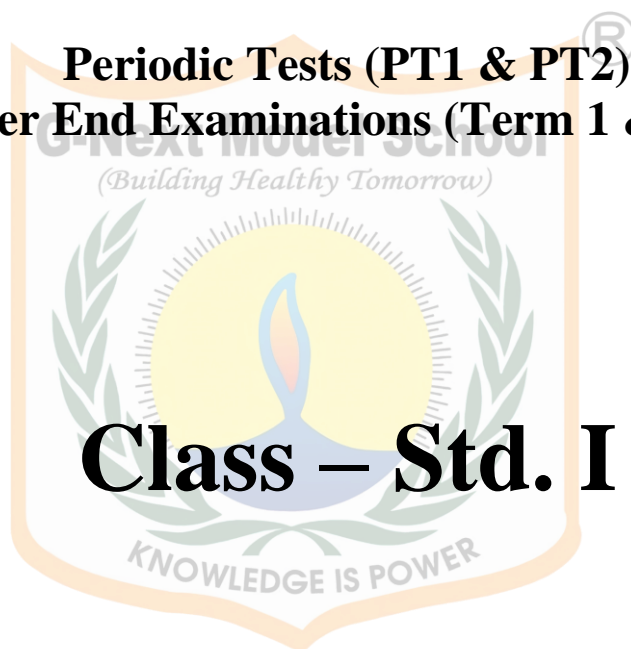 ®
Periodic Tests (PT1 & PT2)
er End Examinations (Term 1
G-Next Model School
(Building Healthy Tomorrow)
Class – Std. I
KNOWLEDGE IS POWER